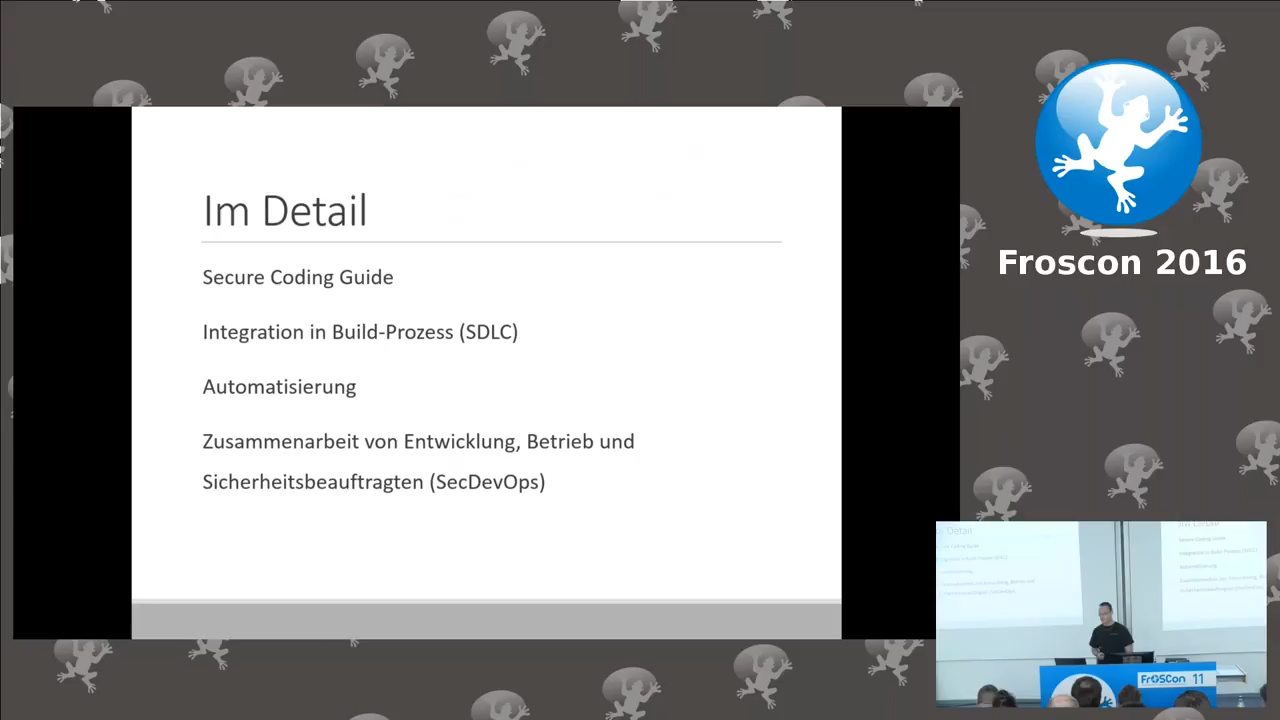 Im Detail
Secure Coding Guide
Integration in Build-Prozess (SDLC)
Automatisierung
Zusammenarbeit von Entwicklung, Betrieb und
Sicherheitsbeauftragten (SecDevOps)
Froscon 2016
FrOSCon 11